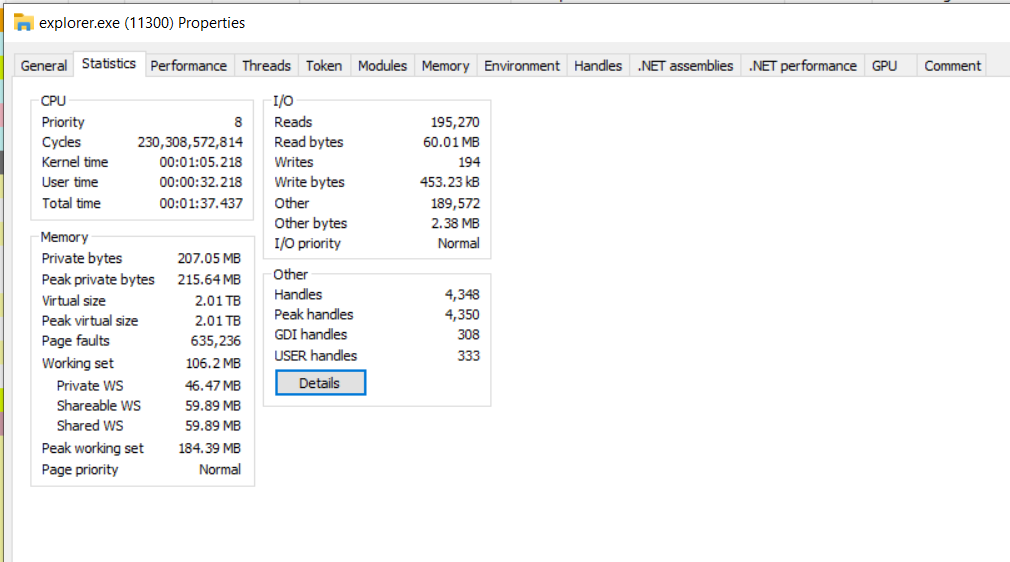 explorer.exe (11300) Properties
General Statistics Performance Threads Token Modules Memory Environment Handles .NET assemblies .NET performance GPU Comment
CPU
Priority 8
Cycles 230,308,572,814
Kernel time 00:01:05.218
User time 00:00:32.218
Total time 00:01:37.437
Memory
Private bytes 207.05 MB
Peak private bytes 215.64 MB
Virtual size 2.01 TB
Peak virtual size 2.01 TB
Page faults 635,236
Working set 106.2 MB
Private WS 46.47 MB
Shareable WS 59.89 MB
Shared WS 59.89 MB
Peak working set 184.39 MB
Page priority Normal
I/O
Reads 195,270
Read bytes 60.01 MB
Writes 194
Write bytes 453.23 kB
Other 189,572
Other bytes 2.38 MB
I/O priority Normal
Other
Handles 4,348
Peak handles 4,350
GDI handles 308
USER handles 333
Details